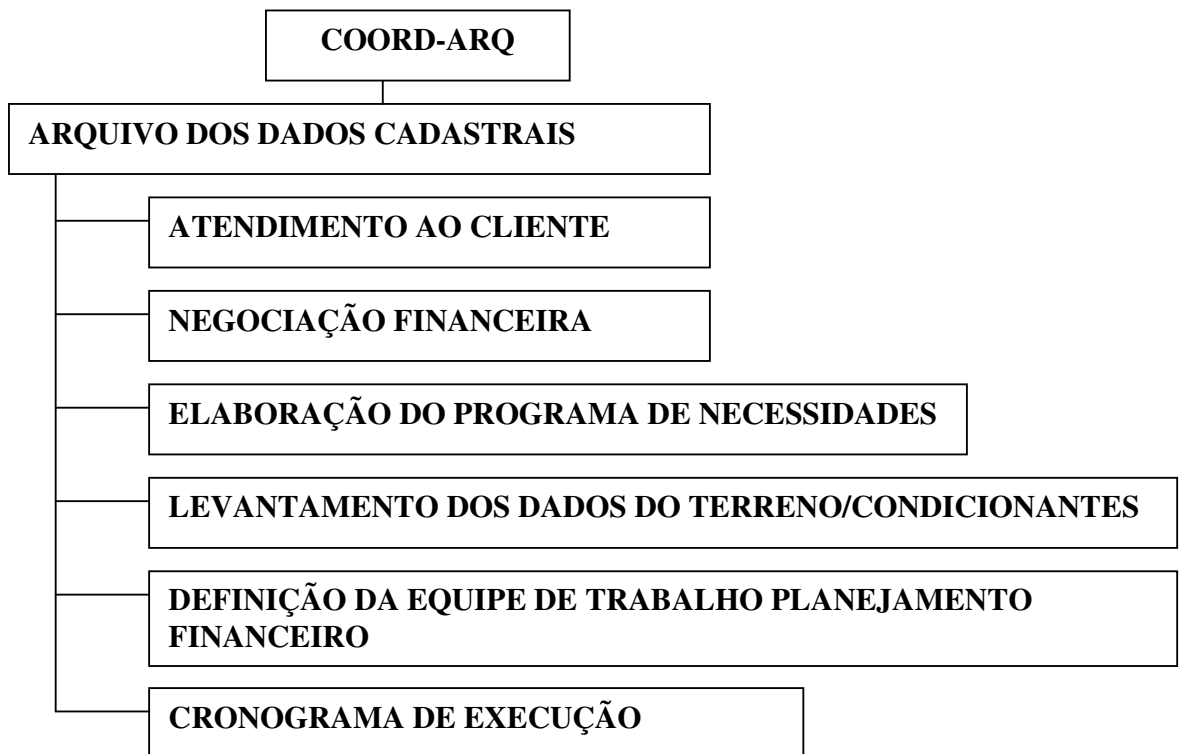 COORD-ARQ
ARQUIVO DOS DADOS CADASTRAIS
ATENDIMENTO AO CLIENTE
NEGOCIAÇÃO FINANCEIRA
ELABORAÇÃO DO PROGRAMA DE NECESSIDADES
LEVANTAMENTO DOS DADOS DO TERRENO/CONDICIONANTES
DEFINIÇÃO DA EQUIPE DE TRABALHO PLANEJAMENTO
FINANCEIRO
CRONOGRAMA DE EXECUÇÃO